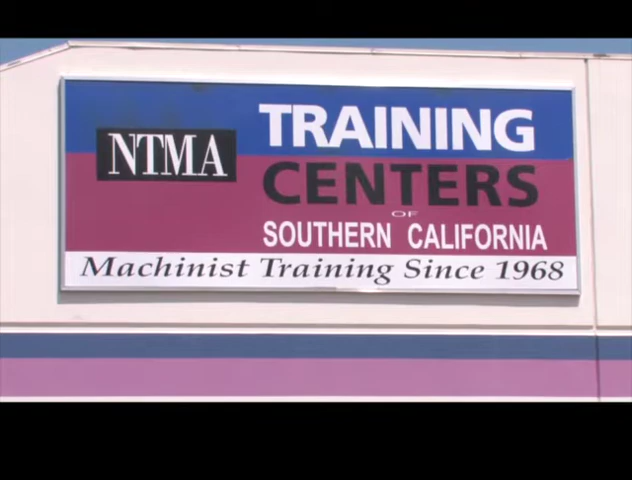 NTMA
TRAINING
CENTERS
OF
SOUTHERN CALIFORNIA
Machinist Training Since 1968